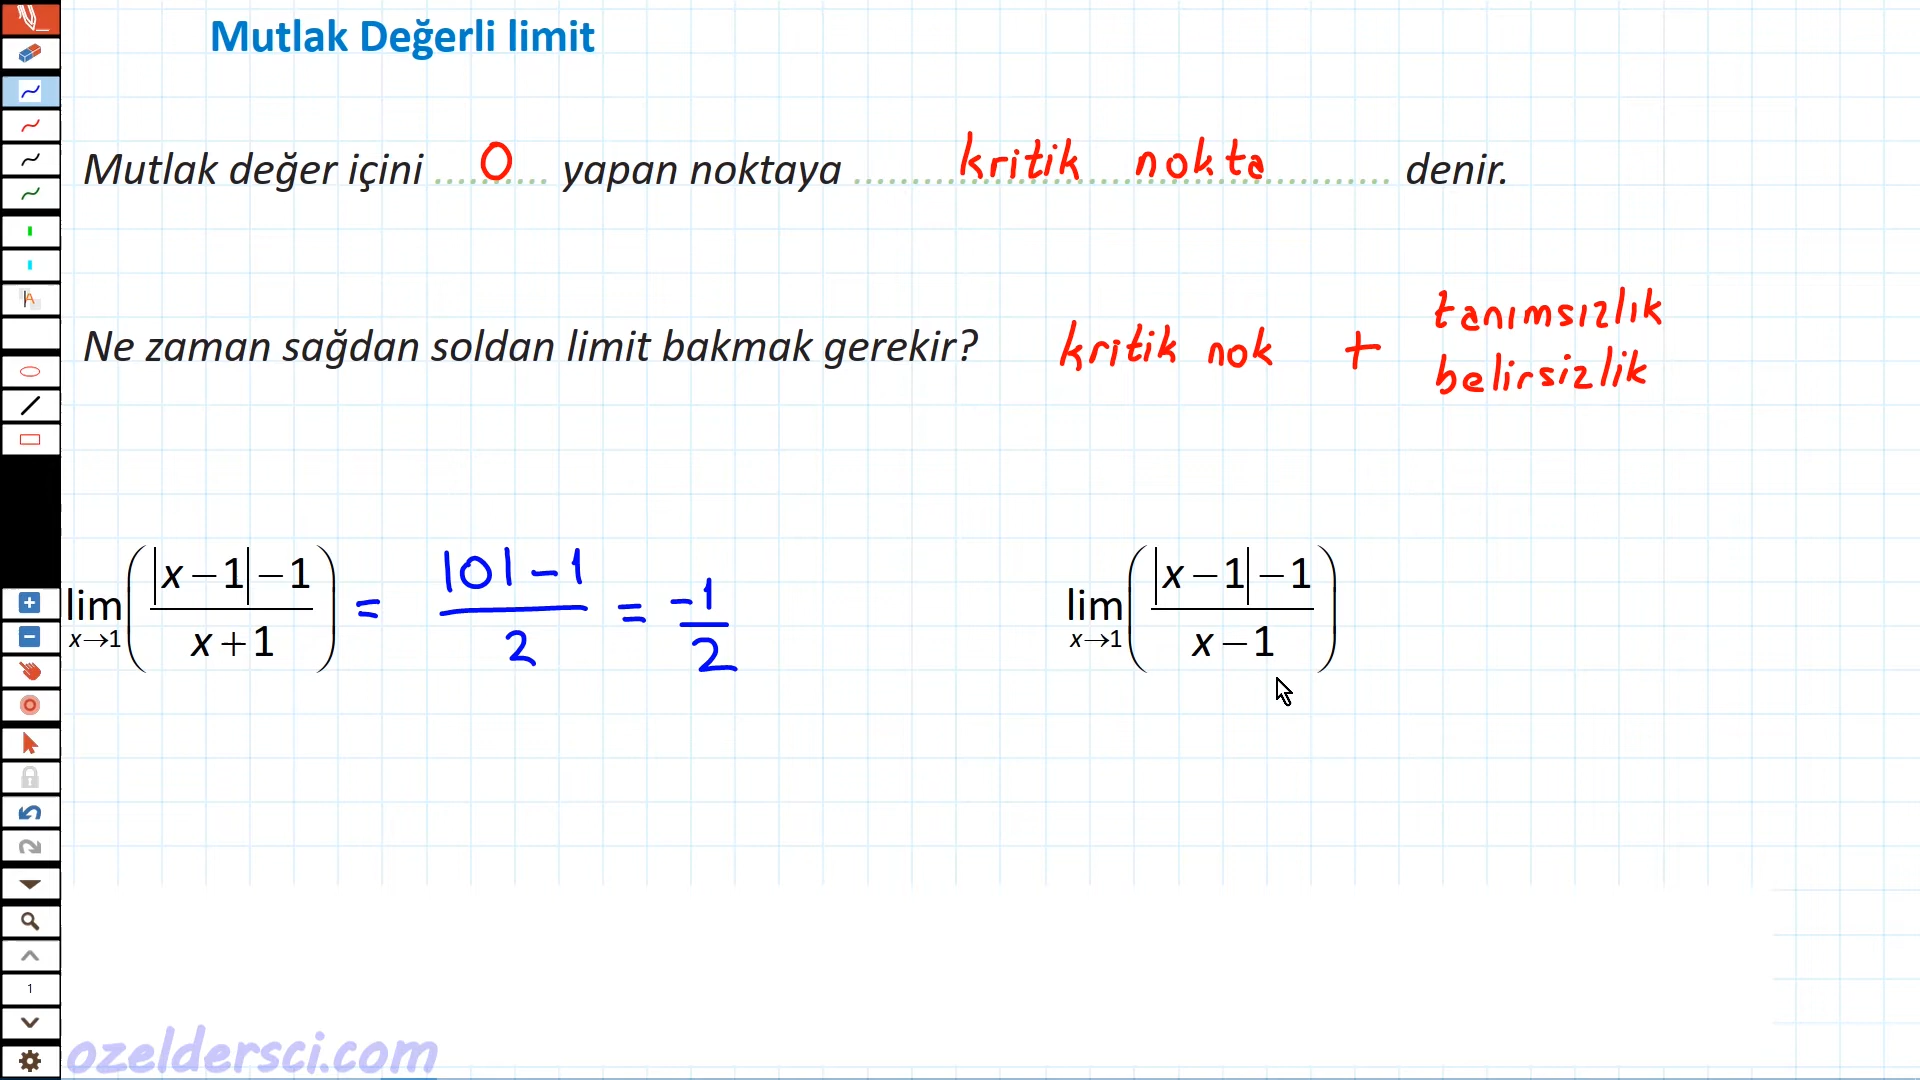 Mutlak Değerli limit
Mutlak değer içini ....0..... yapan noktaya ....kritik nokta.... denir.
Ne zaman sağdan soldan limit bakmak gerekir? kritik nok + tanımsızlık
belirsizlik
lim x→1 (|x−1|−1 / x+1) = |0|−1 / 2 = −1 / 2
lim x→1 (|x−1|−1 / x−1)
1
ozeldersci.com